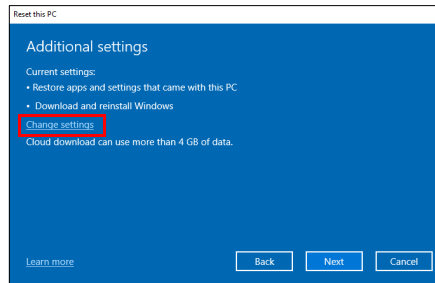 Reset this PC
Additional settings
Current settings:
• Restore apps and settings that came with this PC
• Download and reinstall Windows
Change settings
Cloud download can use more than 4 GB of data.
Learn more
Back
Next
Cancel